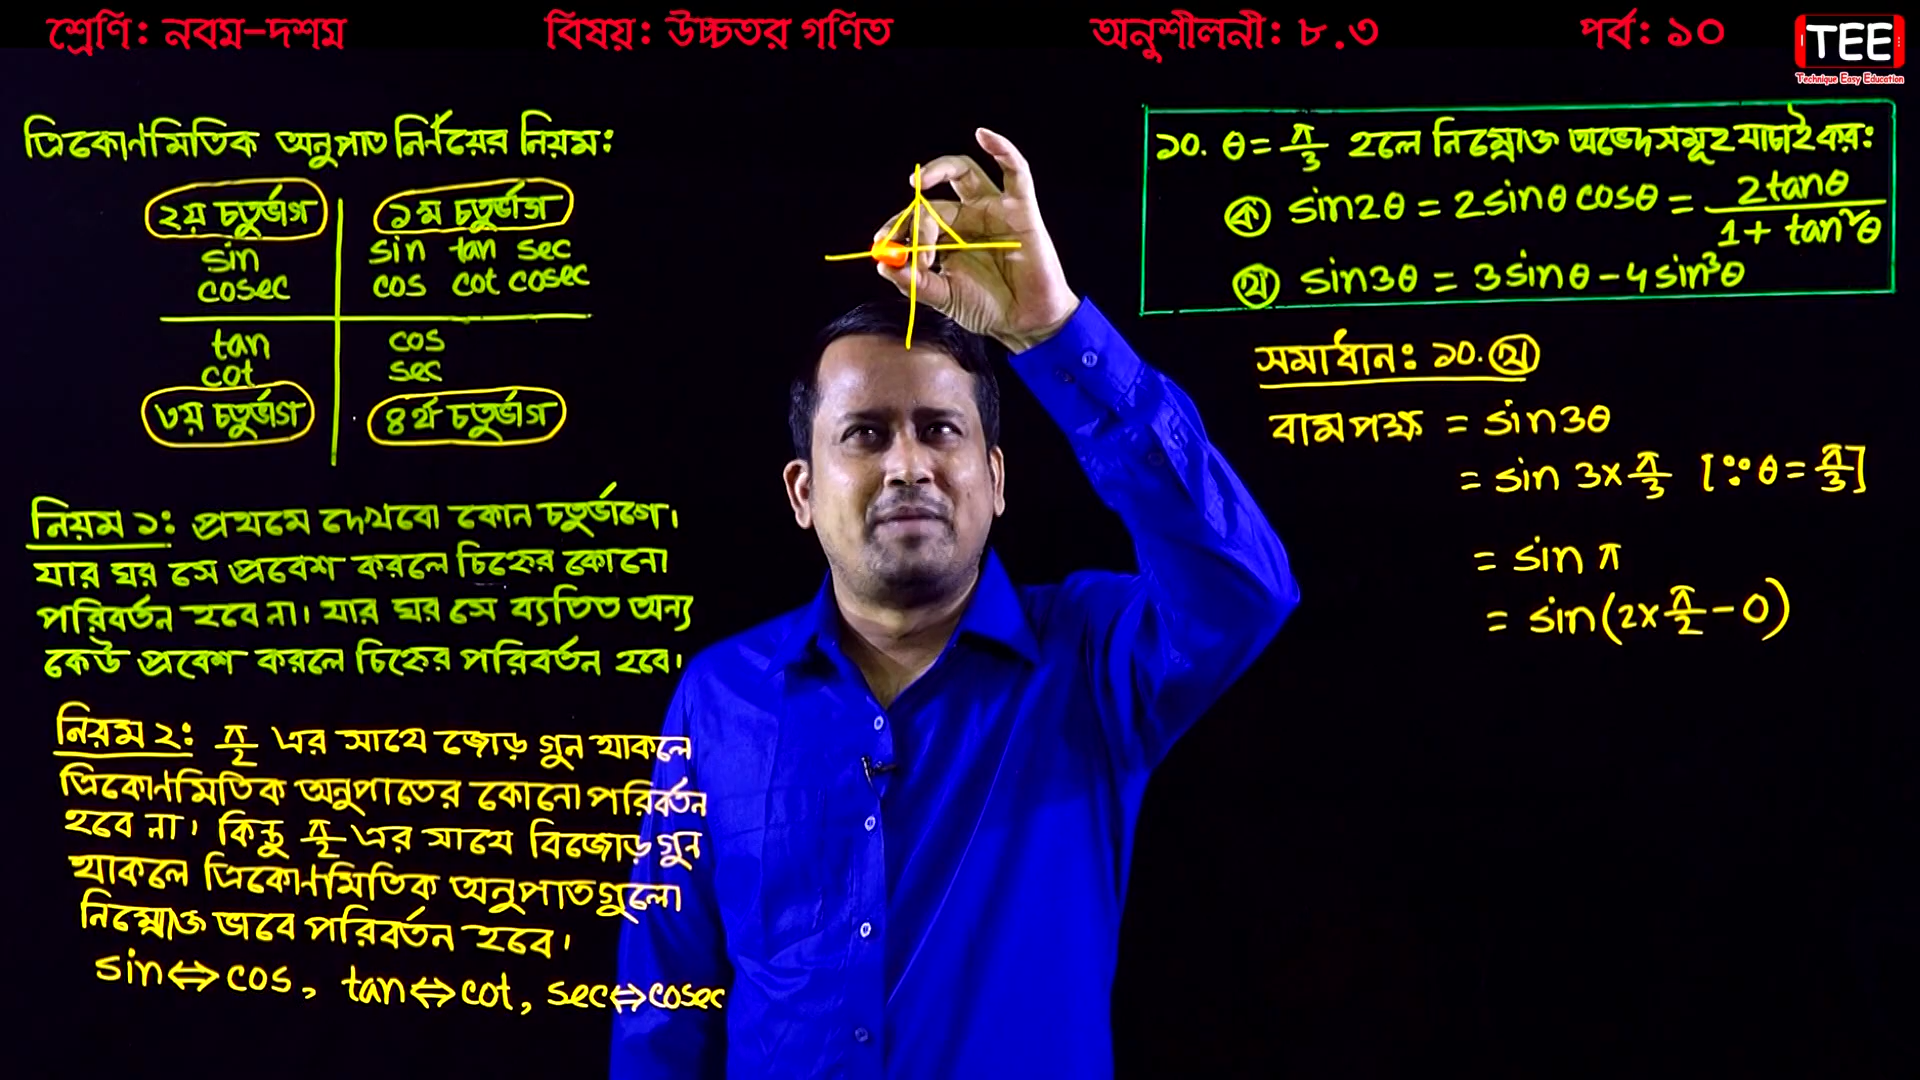 শ্রেণি: নবম-দশম বিষয়: উচ্চতর গণিত অনুশীলনী: ৮.৩ পর্ব: ১০
TEE
Technique Easy Education
ত্রিকোণমিতিক অনুপাত নির্ণয়ের নিয়ম:
২য় চতুর্ভাগ ১ম চতুর্ভাগ
sin sin tan sec
cosec cos cot cosec
tan cos
cot sec
৩য় চতুর্ভাগ ৪র্থ চতুর্ভাগ
নিয়ম ১: প্রথমে দেখবো কোন চতুর্ভাগে।
যার ঘর সে প্রবেশ করলে চিহ্নের কোনো
পরিবর্তন হবে না। যার ঘর সে ব্যতিত অন্য
কেউ প্রবেশ করলে চিহ্নের পরিবর্তন হবে।
নিয়ম ২: π/2 এর সাথে জোড় গুন থাকলে
ত্রিকোণমিতিক অনুপাতের কোনো পরিবর্তন
হবে না। কিন্তু π/2 এর সাথে বিজোড় গুন
থাকলে ত্রিকোণমিতিক অনুপাতগুলো
নিম্নোক্ত ভাবে পরিবর্তন হবে।
sin⇔cos, tan⇔cot, sec⇔cosec
১০. θ = π/3 হলে নিম্নোক্ত অভেদসমূহ যাচাই কর:
ক sin2θ = 2sinθ cosθ = 2tanθ/1+tan²θ
খ sin3θ = 3sinθ - 4sin³θ
সমাধান: ১০. খ
বামপক্ষ = sin3θ
= sin 3×π/3 [∵ θ = π/3]
= sin π
= sin(2×π/2 - 0)